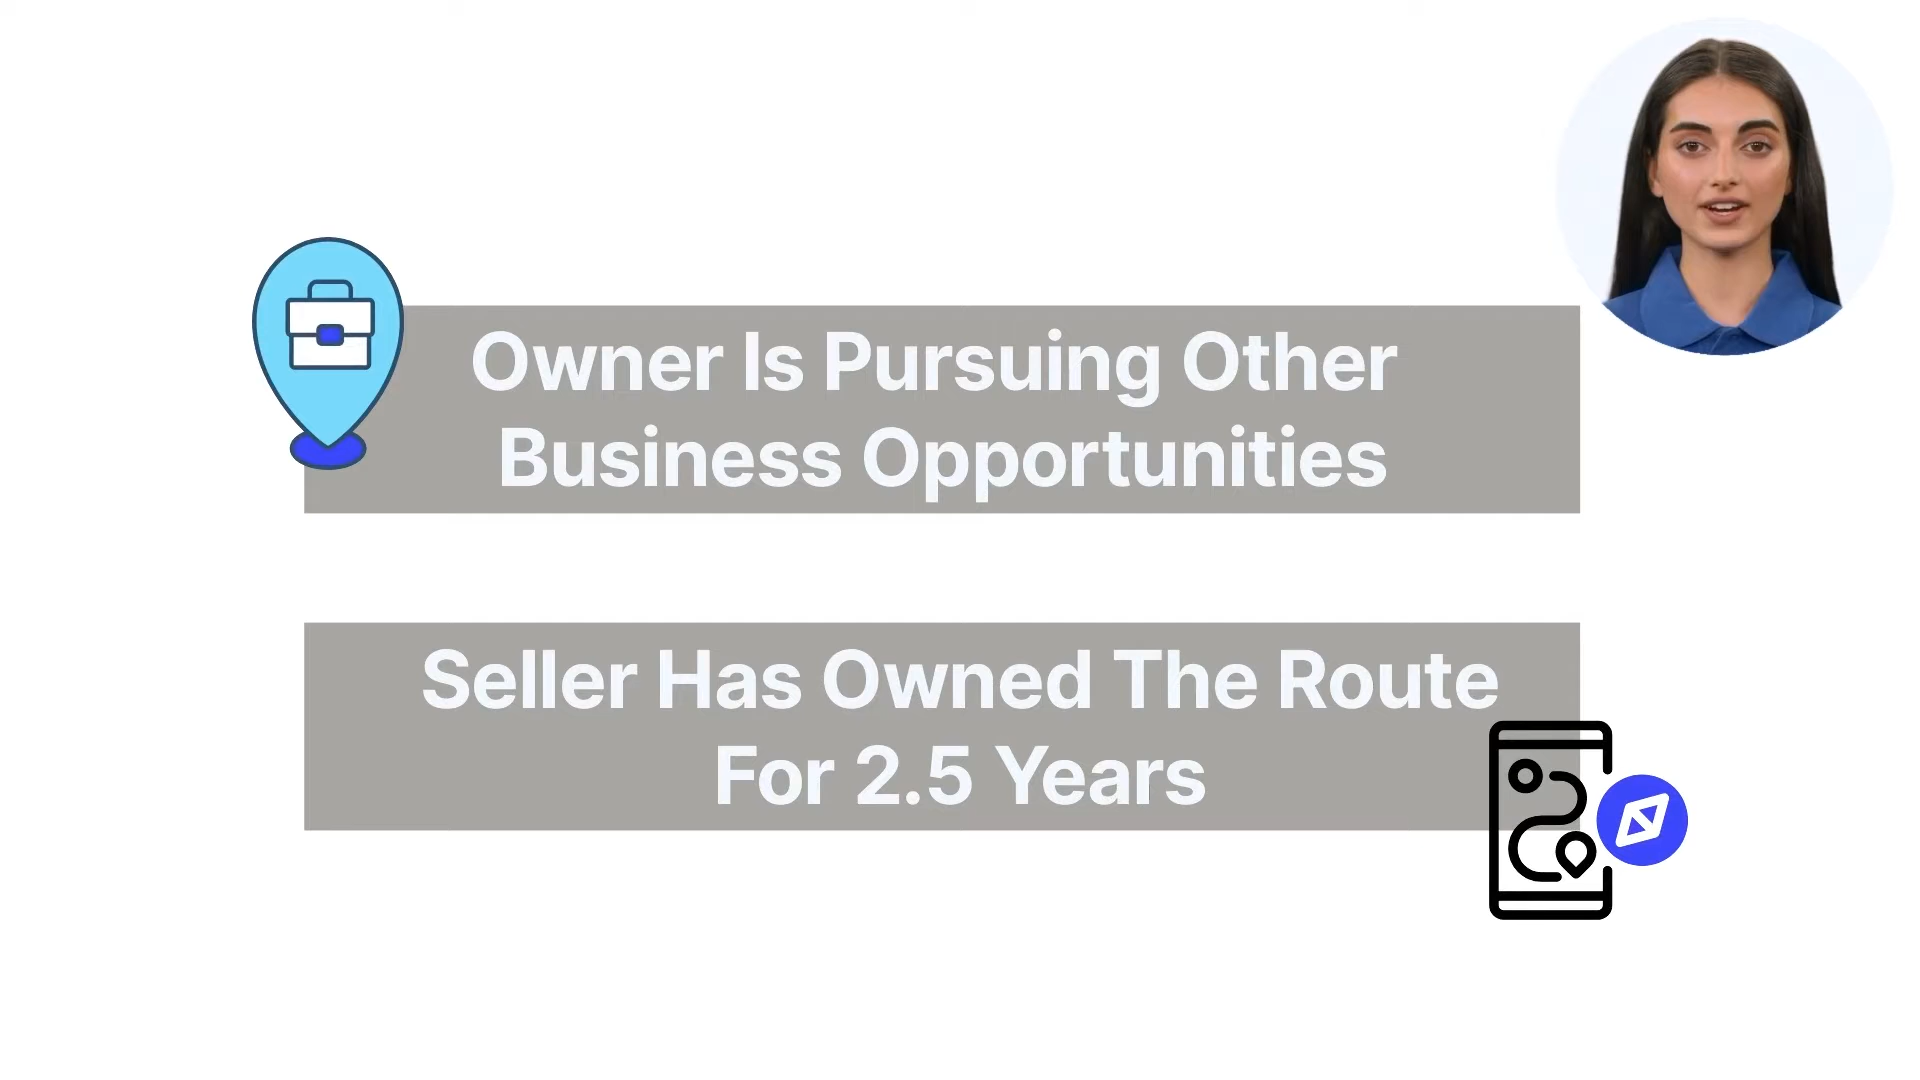 Owner Is Pursuing Other
Business Opportunities
Seller Has Owned The Route
For 2.5 Years